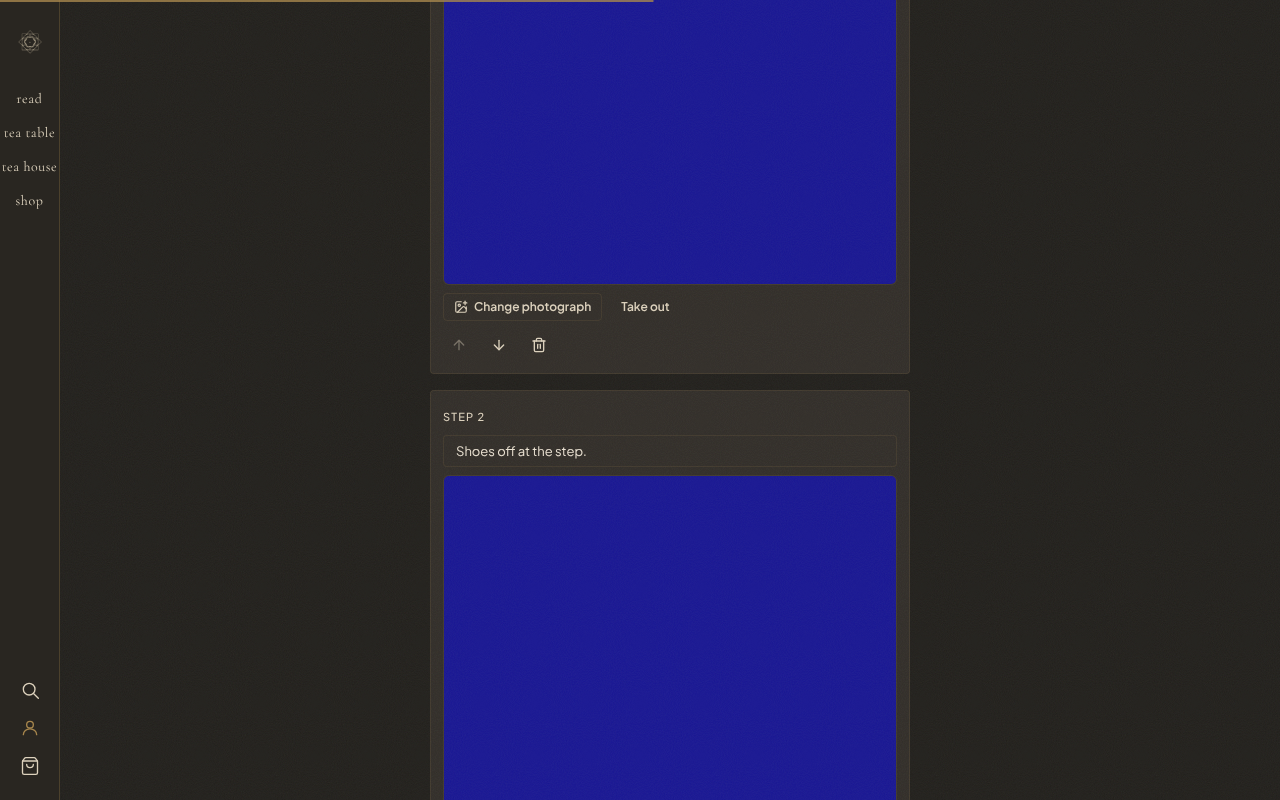 read
tea table
tea house
shop
Change photograph
Take out
STEP 2
Shoes off at the step.